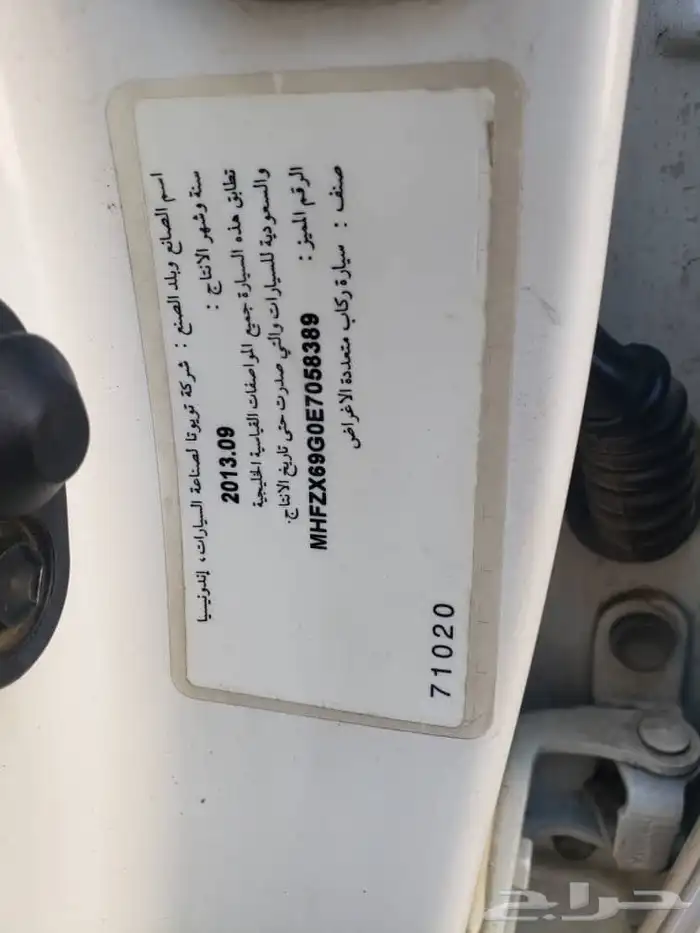 اسم الصانع وبلد الصنع : شركة تويوتا لصناعة السيارات، إندونيسيا
سنة وشهر الانتاج : 2013.09
تطابق هذه السيارة جميع المواصفات القياسية الخليجية
والسعودية للسيارات والتي صدرت حتى تاريخ الانتاج.
الرقم المميز : MHFZX69G0E7058389
صنف : سيارة ركاب متعددة الاغراض
71020
حراج